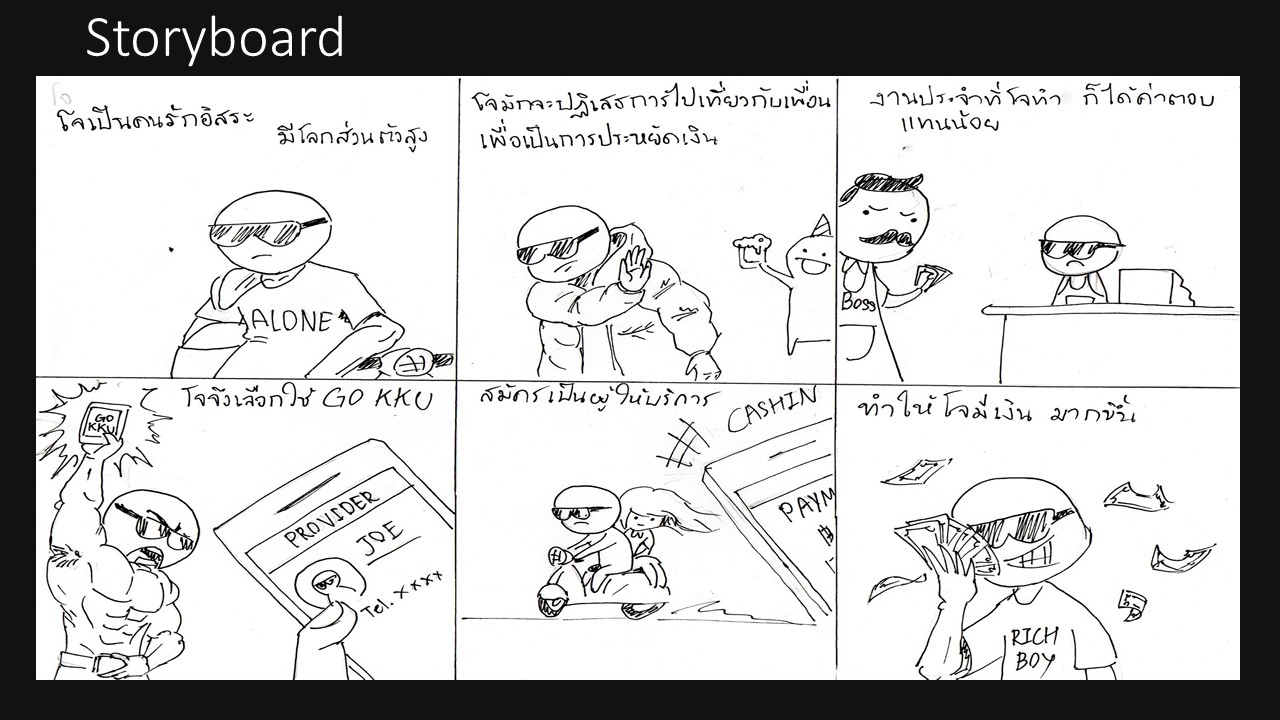 Storyboard
โจเป็นคนรักอิสระ
มีโลกส่วนตัวสูง
ALONE
โจมักจะปฏิเสธการไปเที่ยวกับเพื่อน
เพื่อเป็นการประหยัดเงิน
งานประจำที่โจทำ ก็ได้ค่าตอบ
แทนน้อย
BOSS
โจจึงเลือกใช้ GO KKU
GO
KKU
PROVIDER
JOE
Tel. xxxx
สมัครเป็นผู้ให้บริการ
CASHIN
PAYM
฿
ทำให้โจมีเงิน มากขึ้น
RICH
BOY